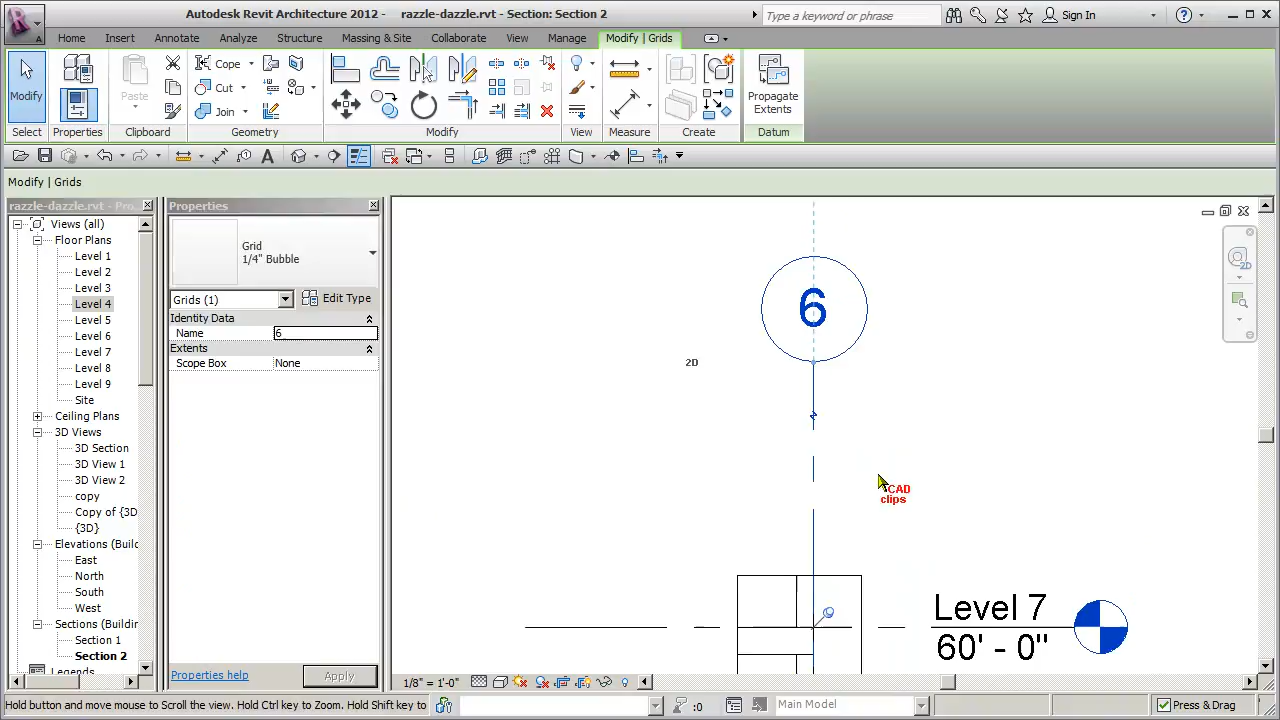 Autodesk Revit Architecture 2012 - razzle-dazzle.rvt - Section: Section 2
Type a keyword or phrase
Sign In
Home Insert Annotate Analyze Structure Massing & Site Collaborate View Manage Modify | Grids
Modify
Paste
Cope
Cut
Join
Propagate
Extents
Select Properties Clipboard Geometry Modify View Measure Create Datum
Modify | Grids
razzle-dazzle.rvt - Pro...
Views (all)
Floor Plans
Level 1
Level 2
Level 3
Level 4
Level 5
Level 6
Level 7
Level 8
Level 9
Site
Ceiling Plans
3D Views
3D Section
3D View 1
3D View 2
copy
Copy of {3D
{3D}
Elevations (Builc
East
North
South
West
Sections (Buildin
Section 1
Section 2
Legends
Properties
Grid
1/4" Bubble
Grids (1)
Edit Type
Identity Data
Name 6
Extents
Scope Box None
Properties help
Apply
6
2D
CAD
clips
Level 7
60' - 0"
2D
1/8" = 1'-0"
Hold button and move mouse to Scroll the view. Hold Ctrl key to Zoom. Hold Shift key to
:0
Main Model
Press & Drag